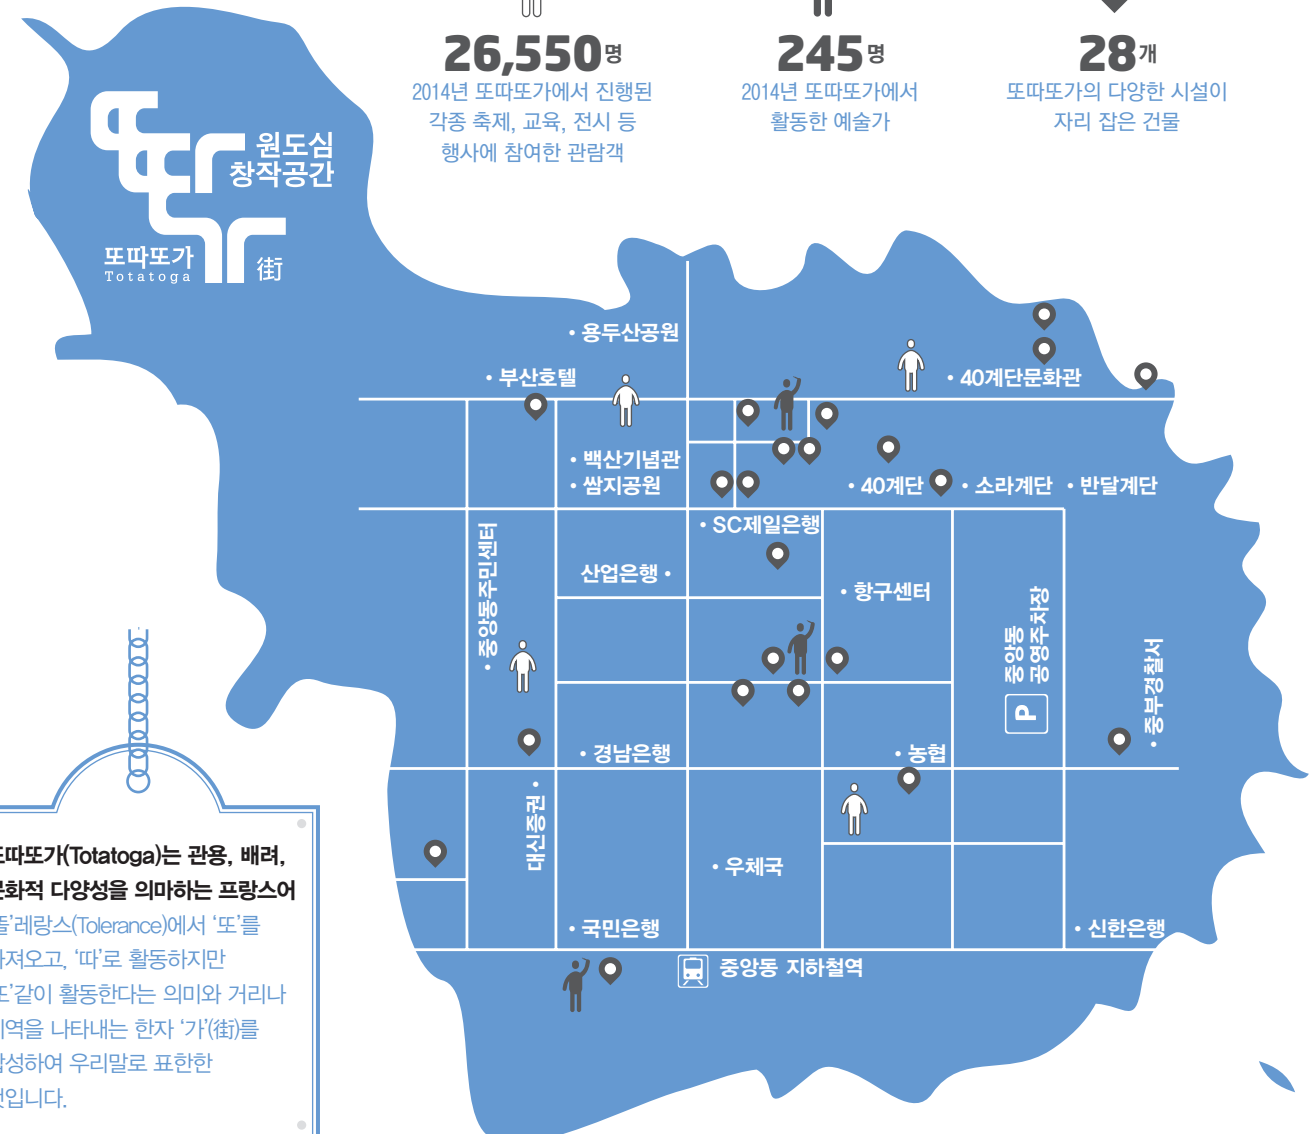 26,550명
2014년 또따또가에서 진행된
각종 축제, 교육, 전시 등
행사에 참여한 관람객
245명
2014년 또따또가에서
활동한 예술가
28개
또따또가의 다양한 시설이
자리 잡은 건물
원도심
창작공간
또따또가
Totatoga
街
• 용두산공원
• 부산호텔
• 40계단문화관
• 백산기념관
• 쌈지공원
• 40계단
• 소라계단
• 반달계단
• SC제일은행
• 중앙동주민센터
산업은행 •
• 항구센터
중앙동
공영주차장
P
• 중부경찰서
• 경남은행
• 농협
대신증권 •
• 우체국
• 국민은행
• 신한은행
중앙동 지하철역
또따또가(Totatoga)는 관용, 배려,
문화적 다양성을 의마하는 프랑스어
'똘'레랑스(Tolerance)에서 '또'를
가져오고, '따'로 활동하지만
'또'같이 활동한다는 의미와 거리나
지역을 나타내는 한자 '가'(街)를
합성하여 우리말로 표한한
것입니다.